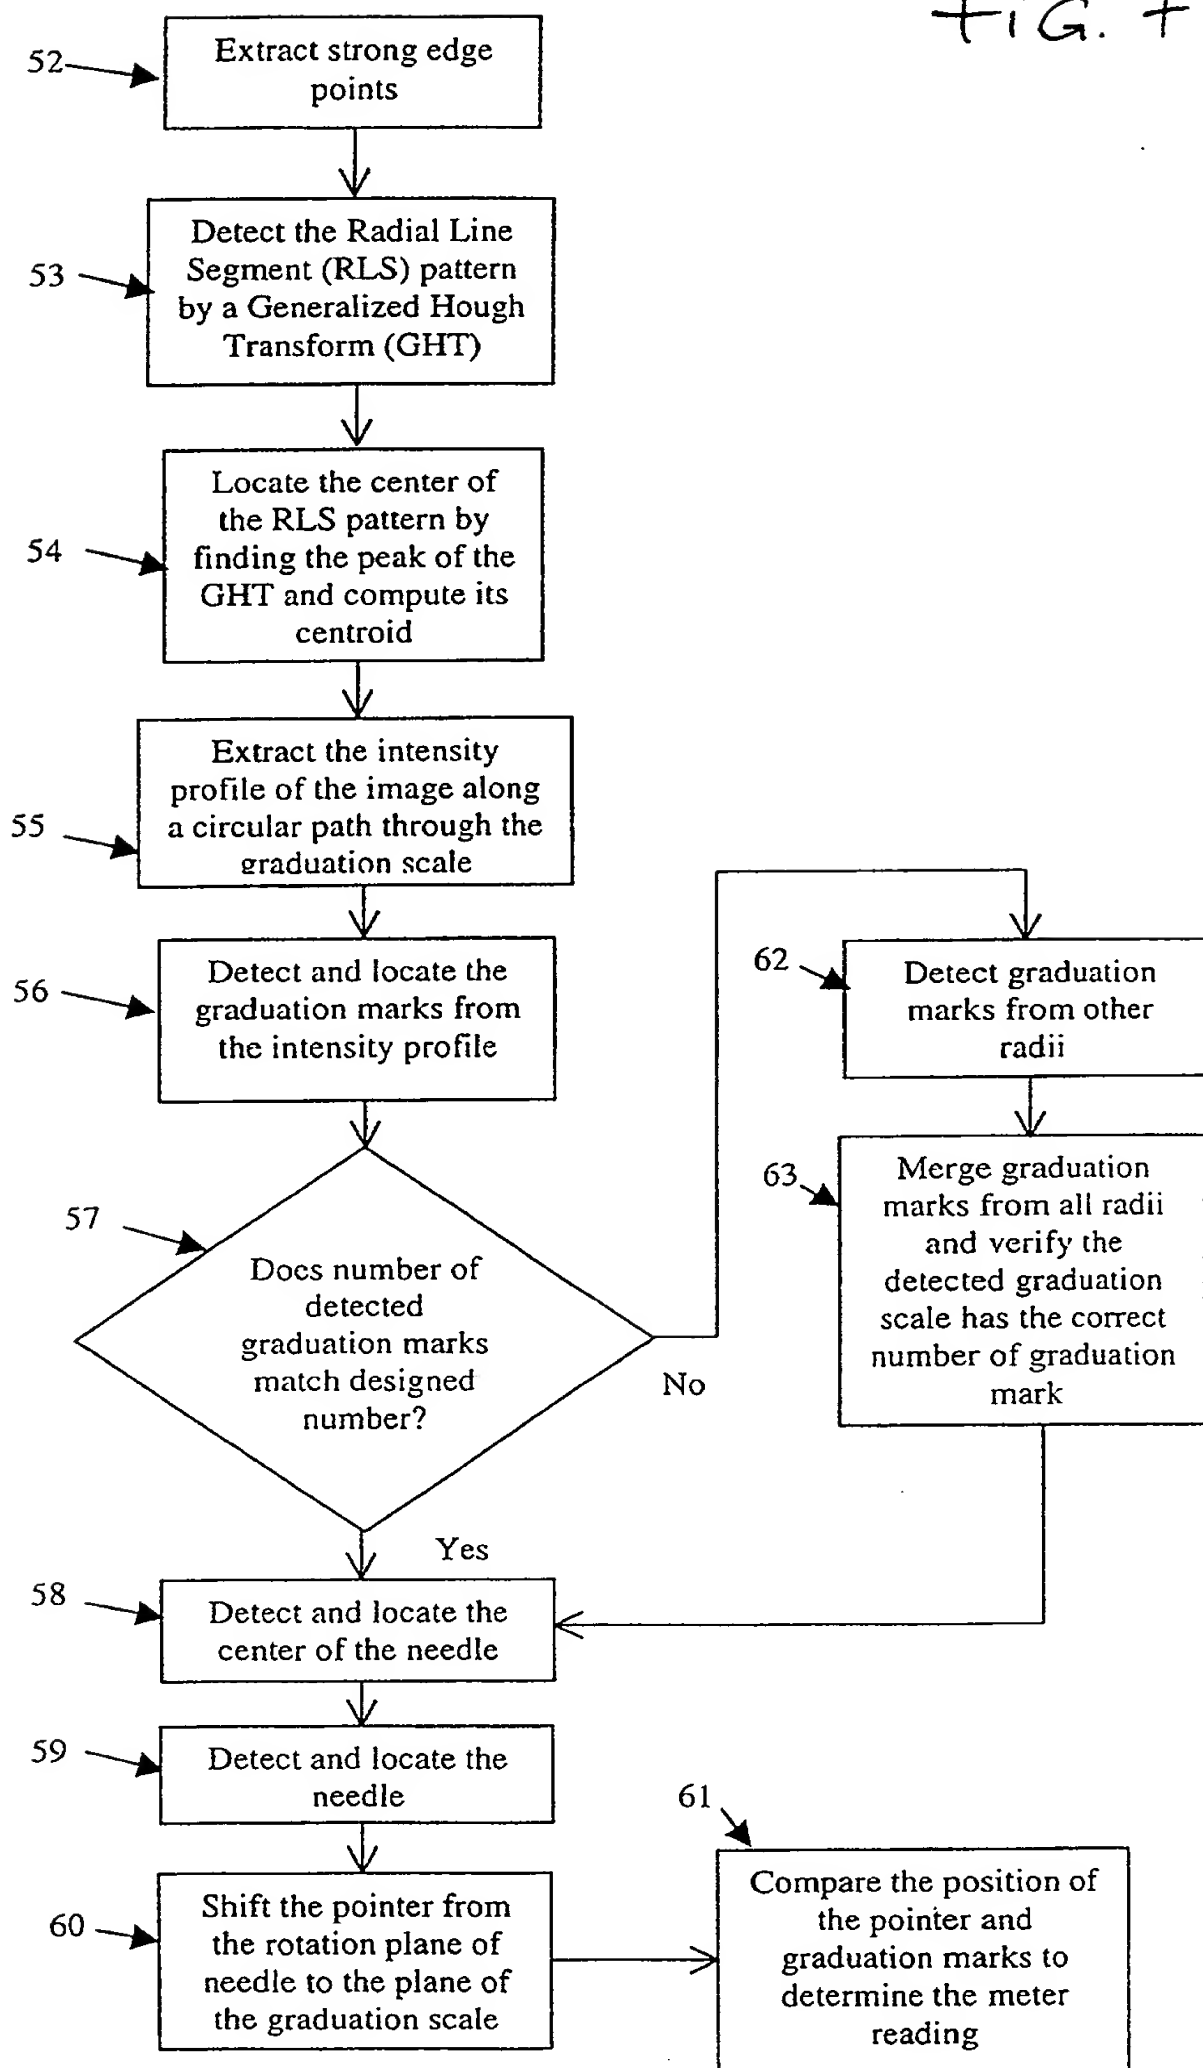 FIG. 7
52
Extract strong edge
points
53
Detect the Radial Line
Segment (RLS) pattern
by a Generalized Hough
Transform (GHT)
54
Locate the center of
the RLS pattern by
finding the peak of the
GHT and compute its
centroid
55
Extract the intensity
profile of the image along
a circular path through the
graduation scale
56
Detect and locate the
graduation marks from
the intensity profile
57
Does number of
detected
graduation marks
match designed
number?
No
62
Detect graduation
marks from other
radii
63
Merge graduation
marks from all radii
and verify the
detected graduation
scale has the correct
number of graduation
mark
Yes
58
Detect and locate the
center of the needle
59
Detect and locate the
needle
60
Shift the pointer from
the rotation plane of
needle to the plane of
the graduation scale
61
Compare the position of
the pointer and
graduation marks to
determine the meter
reading